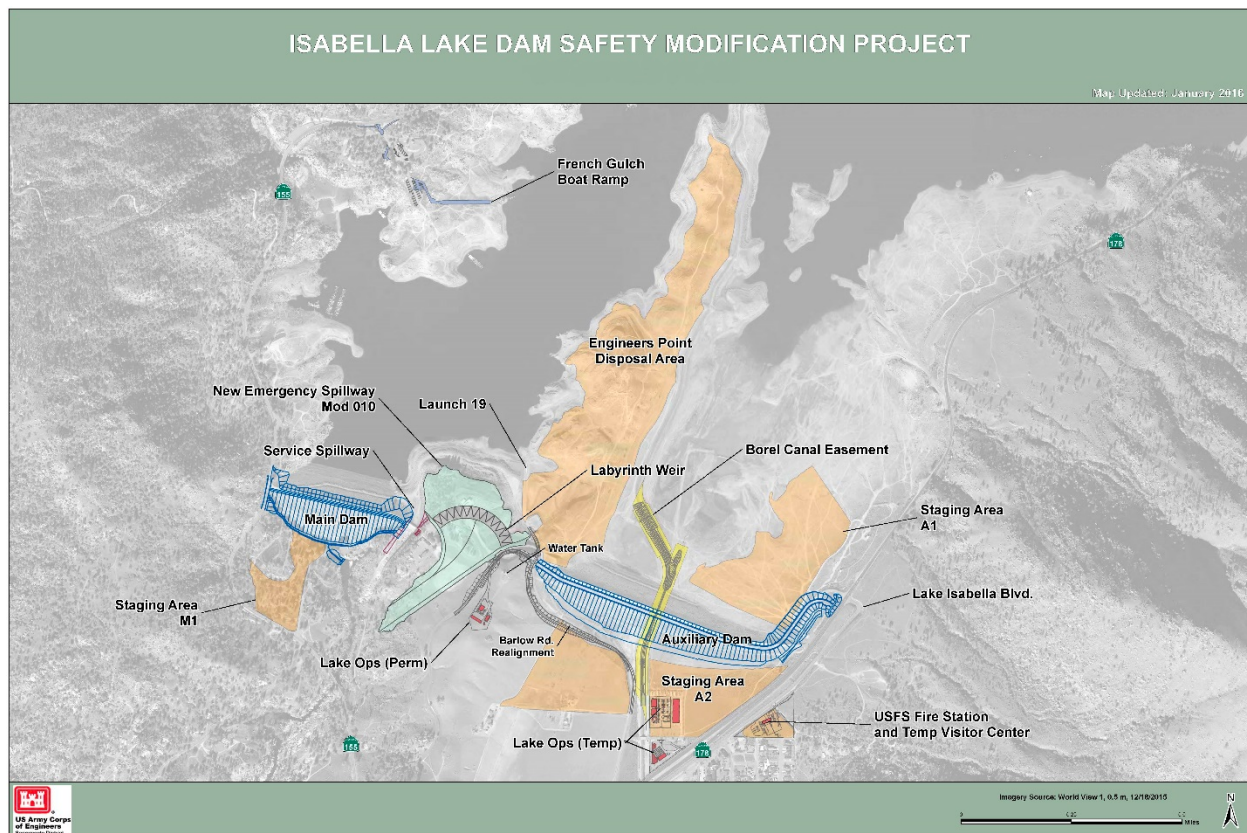 ISABELLA LAKE DAM SAFETY MODIFICATION PROJECT
Map Updated: January 2016
French Gulch
Boat Ramp
155
178
Engineers Point
Disposal Area
New Emergency Spillway
Mod 010
Launch 19
Service Spillway
Borel Canal Easement
Labyrinth Weir
Main Dam
Staging Area
A1
Water Tank
Staging Area
M1
Lake Isabella Blvd.
Barlow Rd.
Realignment
Auxiliary Dam
Lake Ops (Perm)
Staging Area
A2
USFS Fire Station
and Temp Visitor Center
Lake Ops (Temp)
155
178
US Army Corps
of Engineers
Imagery Source: World View 1, 0.5 m, 12/16/2015
0
Miles
N